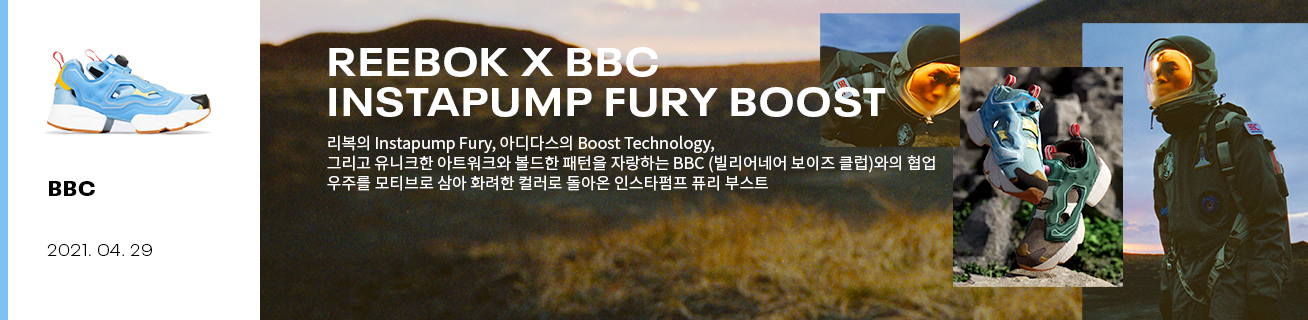 BBC
2021. 04. 29
REEBOK X BBC
INSTAPUMP FURY BOOST
리복의 Instapump Fury, 아디다스의 Boost Technology,
그리고 유니크한 아트워크와 볼드한 패턴을 자랑하는 BBC (빌리어네어 보이즈 클럽)와의 협업
우주를 모티브로 삼아 화려한 컬러로 돌아온 인스타펌프 퓨리 부스트